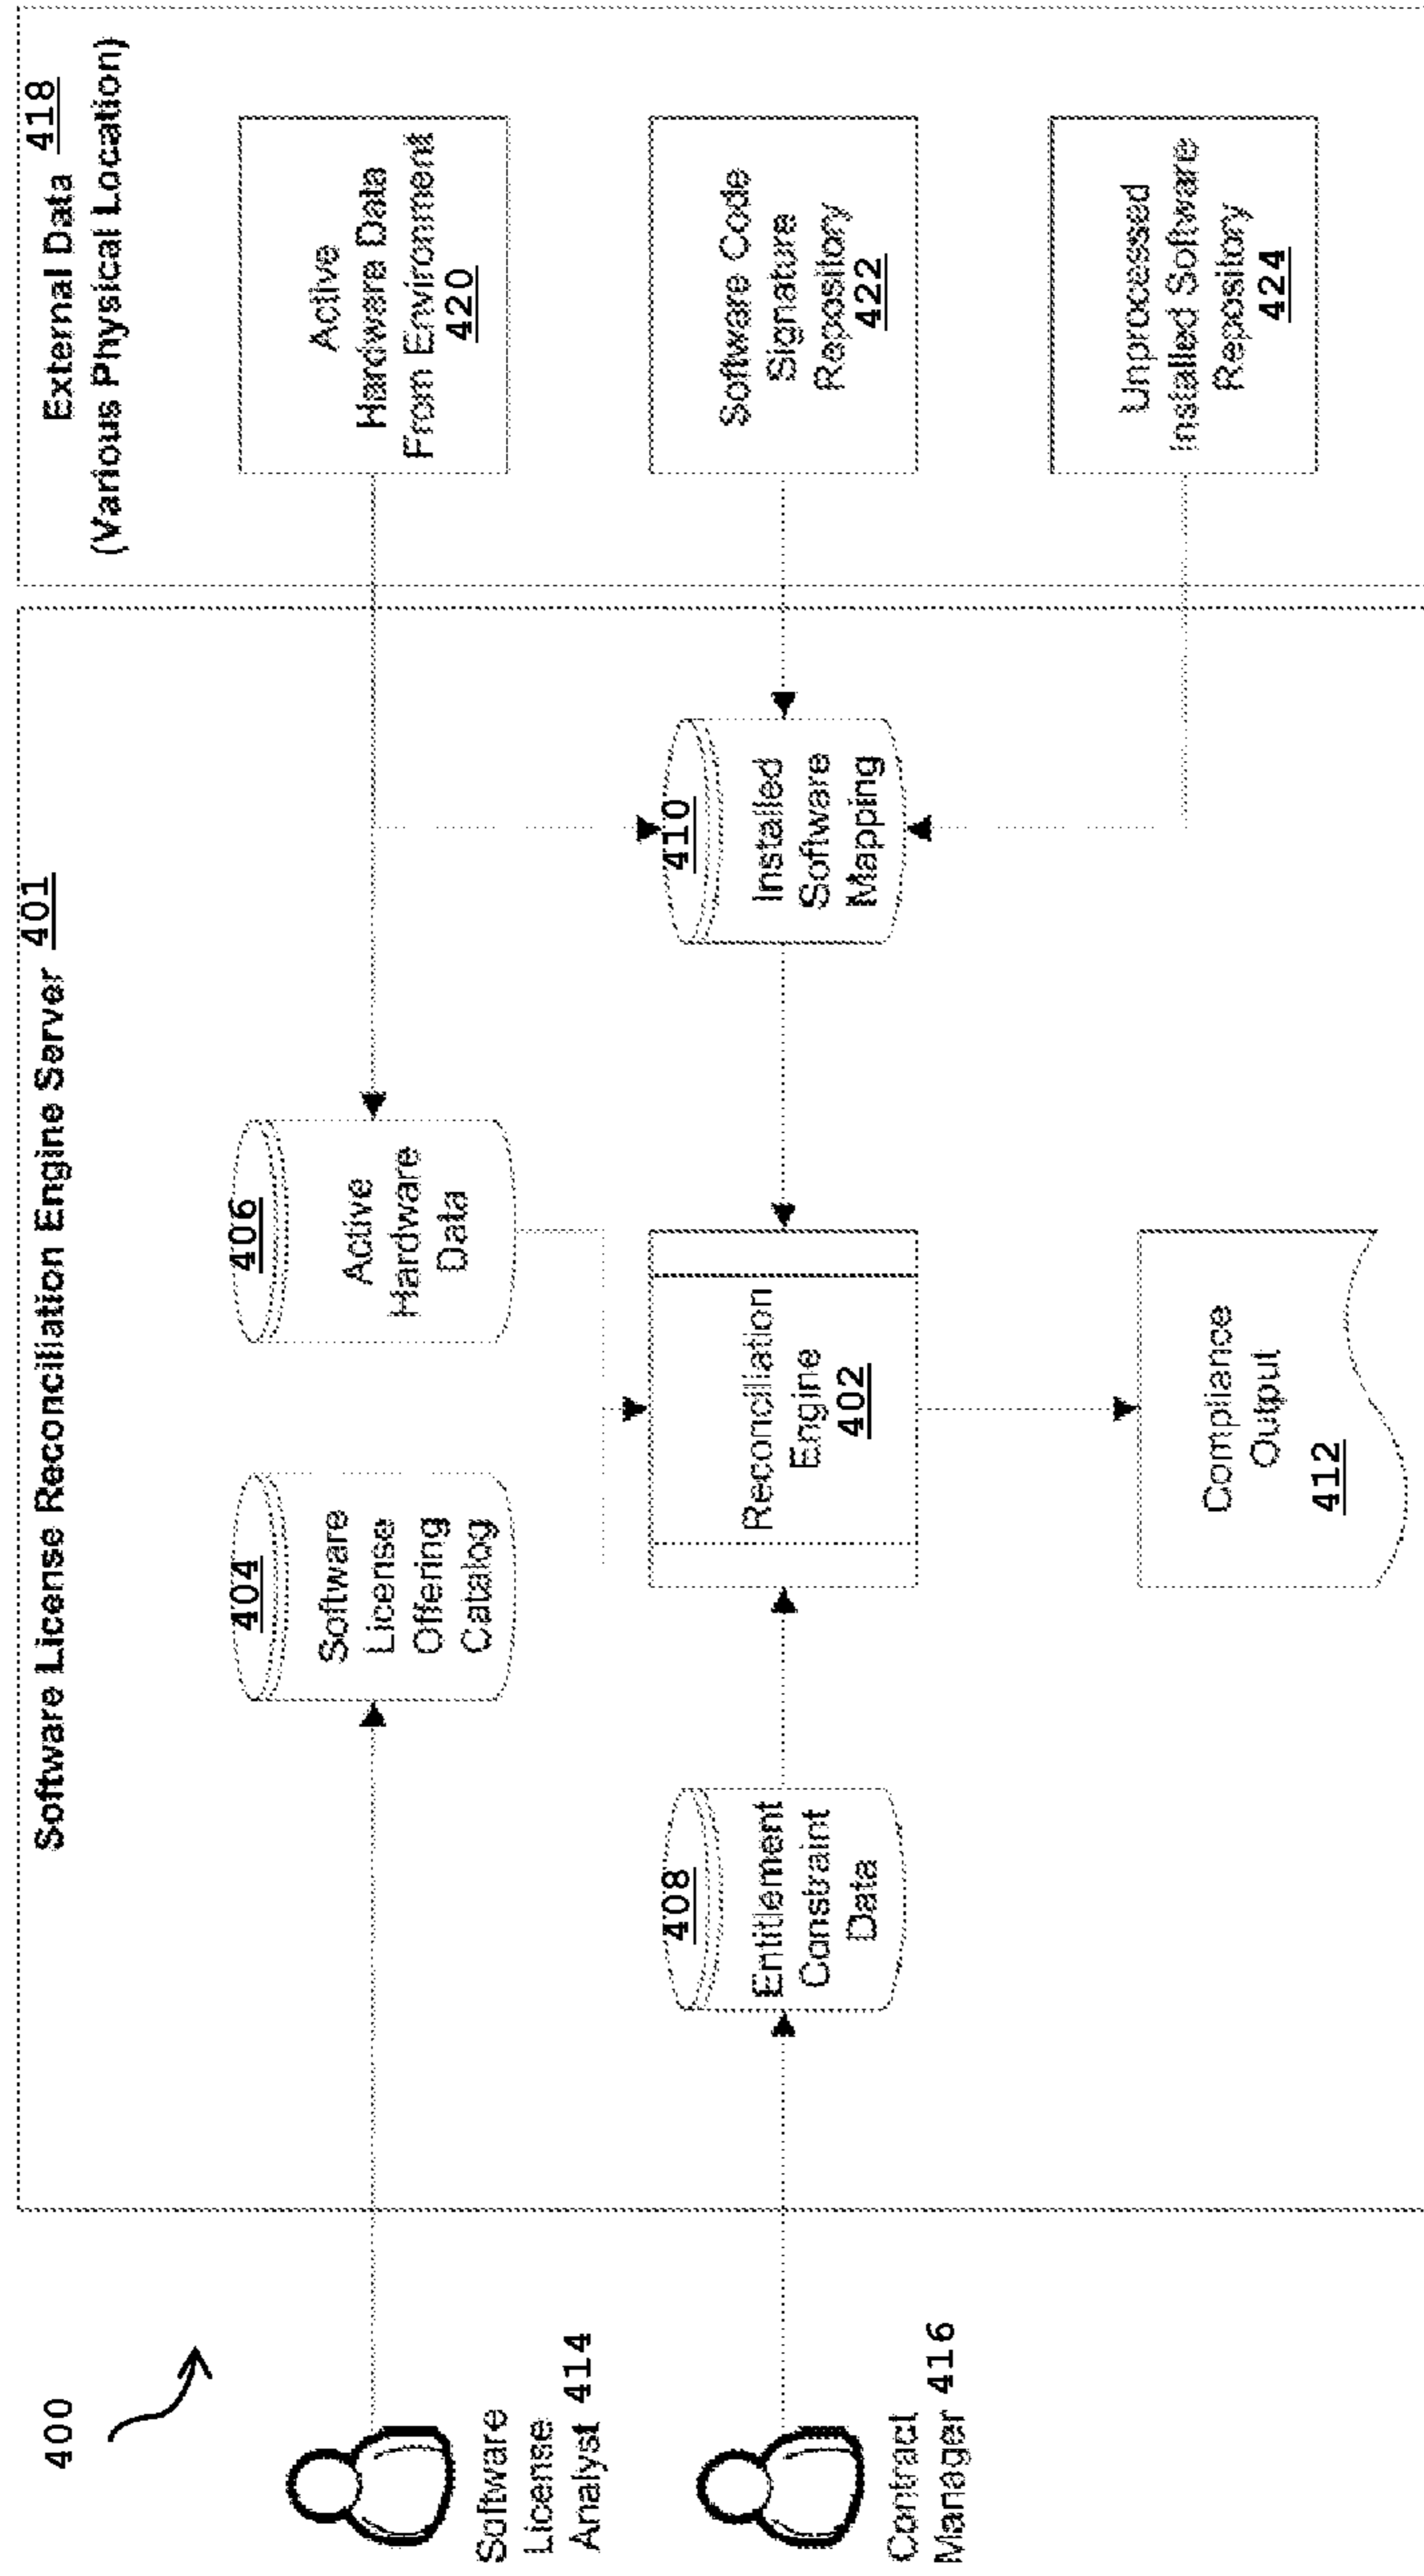 400
Software License Reconciliation Engine Server 401
External Data 418
(Various Physical Location)
Software
License
Analyst 414
404
Software
License
Offering
Catalog
406
Active
Hardware
Data
Active
Hardware Data
From Environment
420
Contract
Manager 416
408
Entitlement
Constraint
Data
Reconciliation
Engine
402
410
Installed
Software
Mapping
Software Code
Signature
Repository
422
Compliance
Output
412
Unprocessed
Installed Software
Repository
424